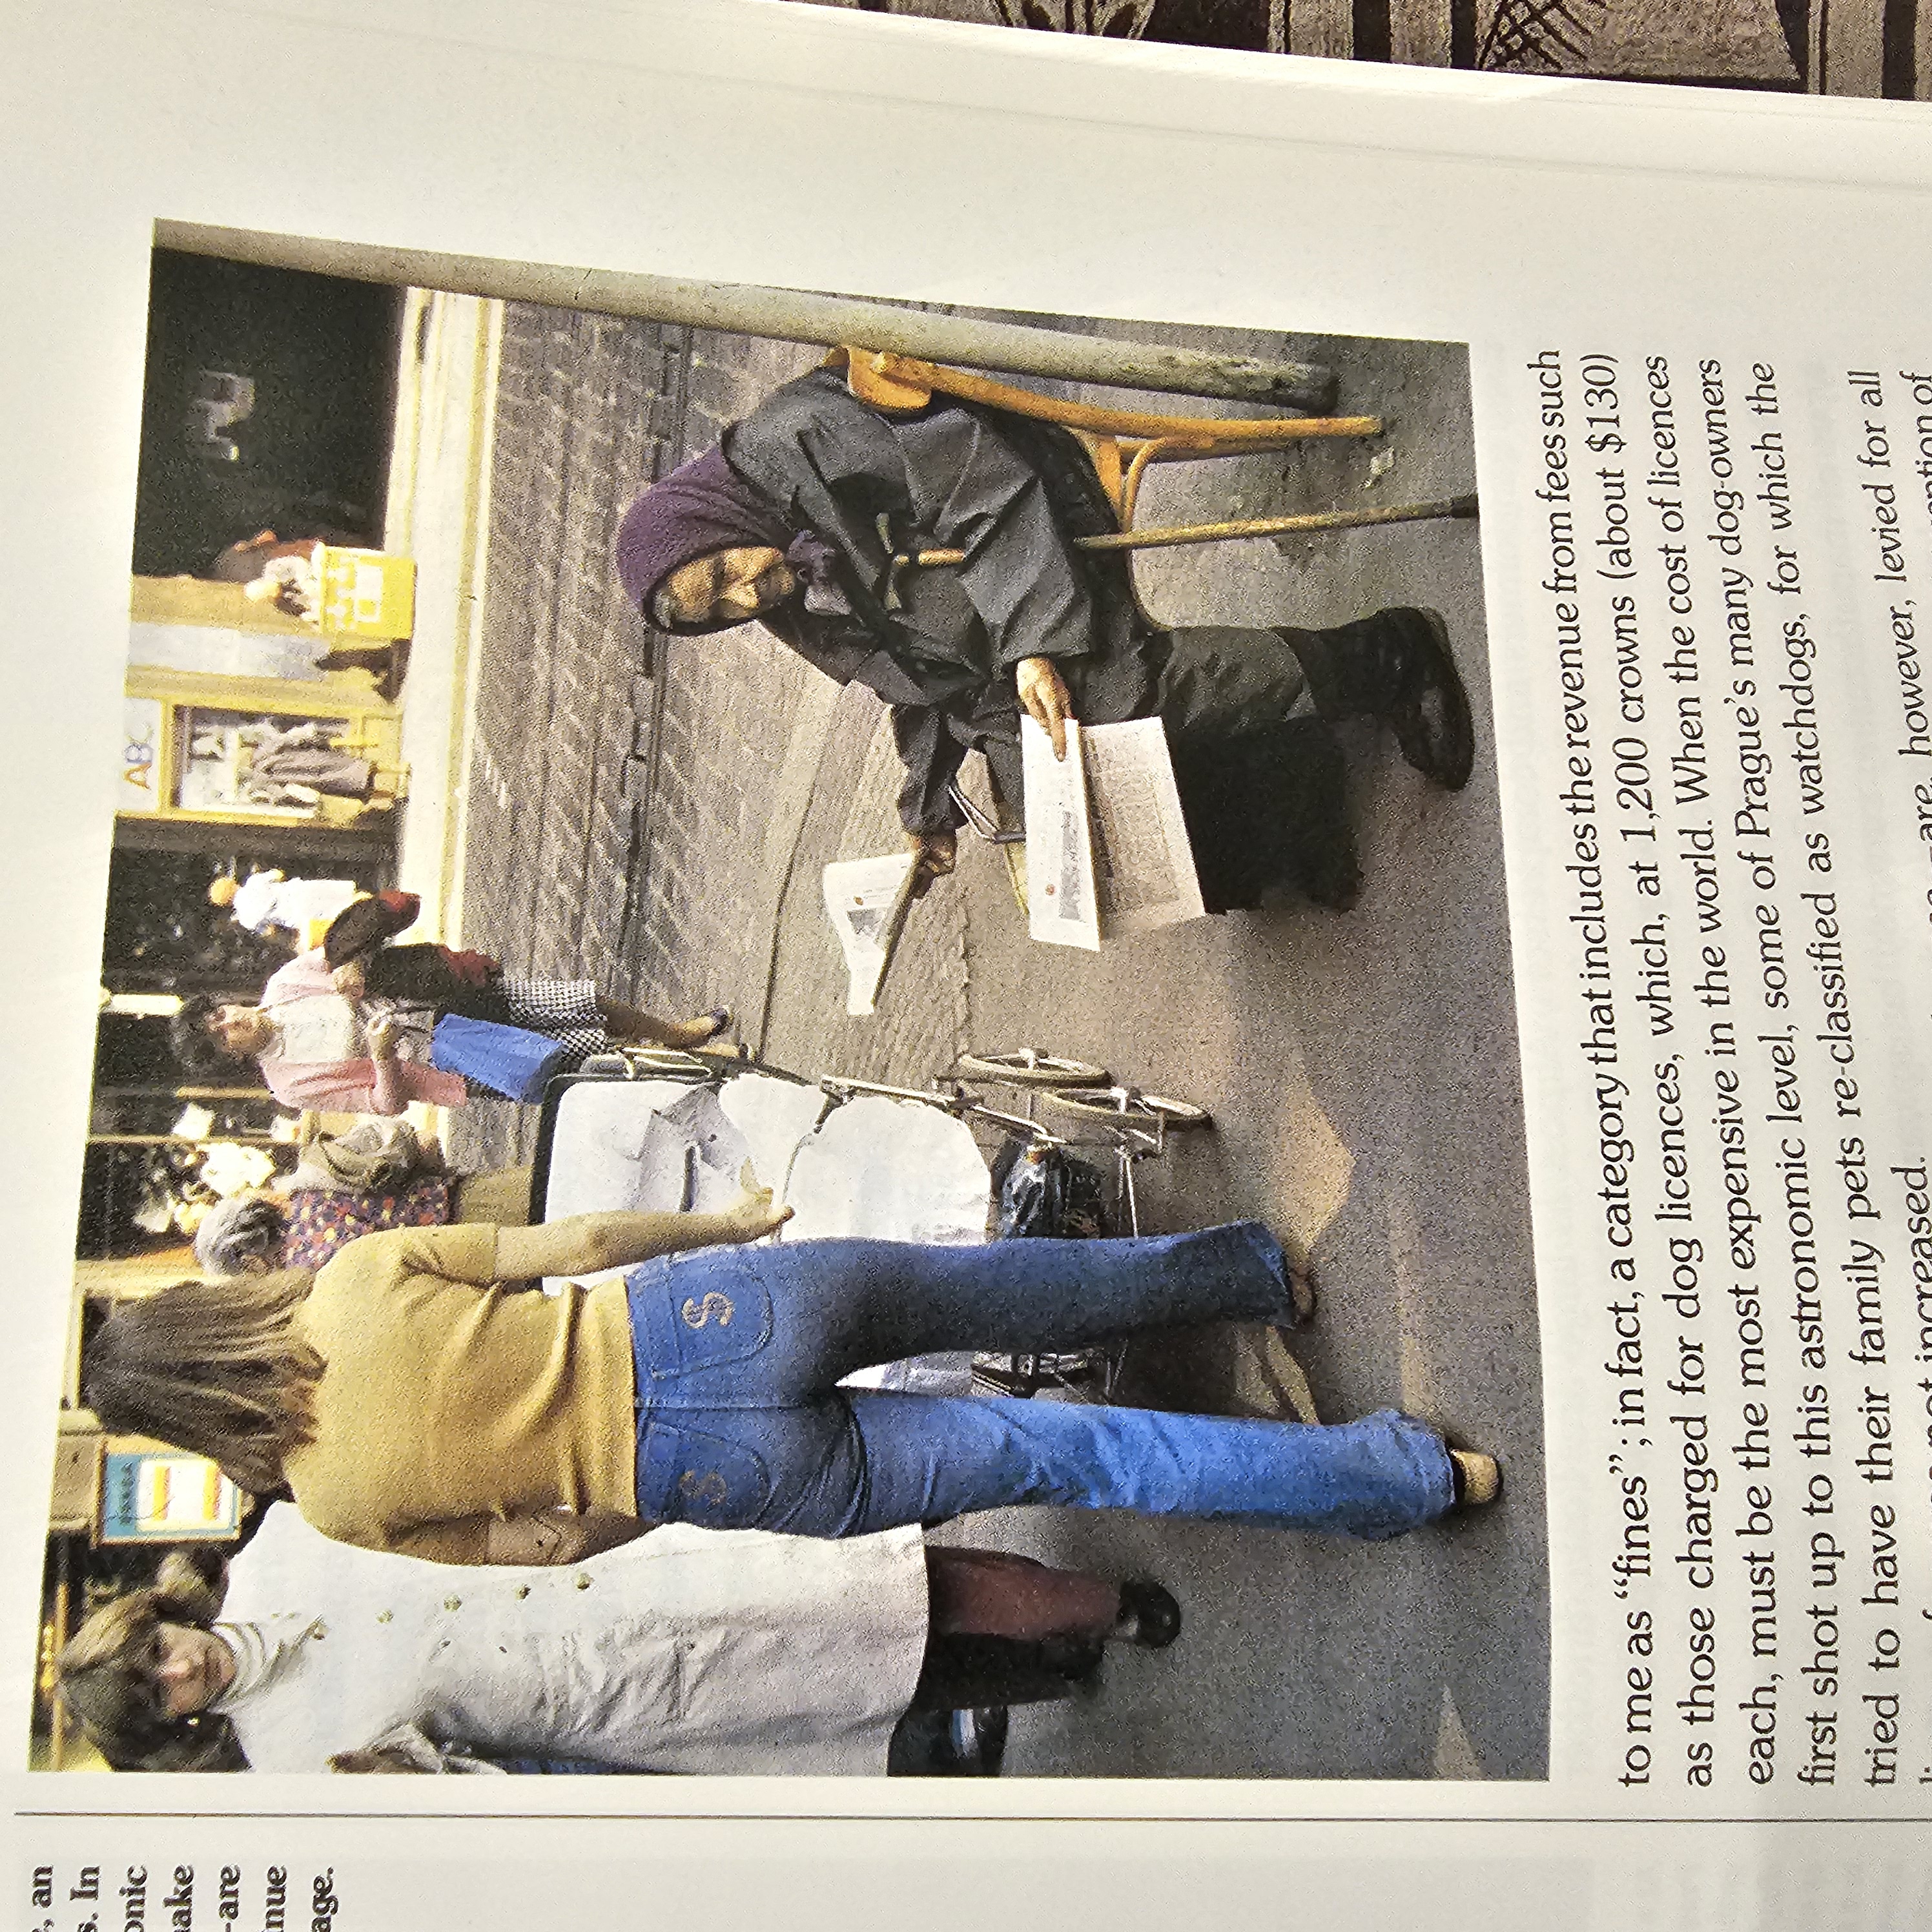 , an
s. In
onic
ake
-are
inue
age.
ABC
$ $
to me as “fines”; in fact, a category that includes the revenue from fees such
as those charged for dog licences, which, at 1,200 crowns (about $130)
each, must be the most expensive in the world. When the cost of licences
first shot up to this astronomic level, some of Prague’s many dog-owners
tried to have their family pets re-classified as watchdogs, for which the
not increased.
are, however, levied for all
of